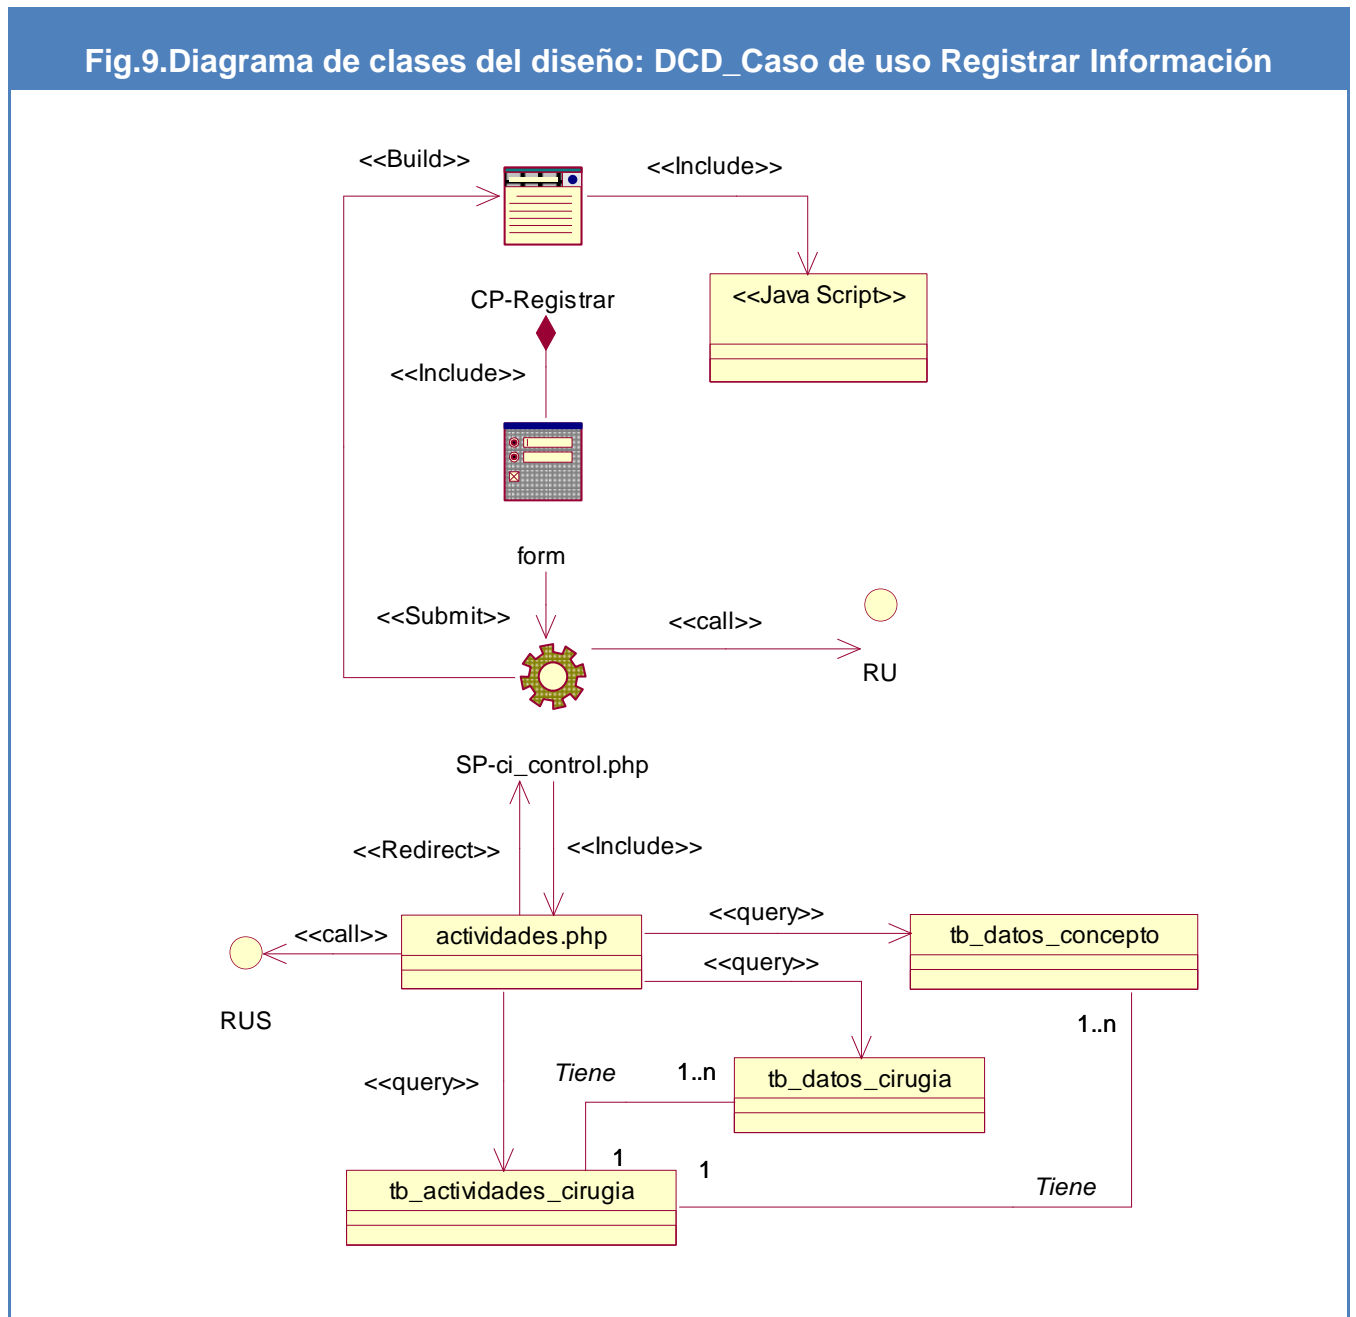 Fig.9.Diagrama de clases del diseño: DCD_Caso de uso Registrar Información
<<Build>>
<<Include>>
<<Java Script>>
CP-Registrar
<<Include>>
form
<<Submit>>
<<call>>
RU
SP-ci_control.php
<<Redirect>>
<<Include>>
<<call>>
actividades.php
<<query>>
tb_datos_concepto
<<query>>
RUS
1..n
<<query>>
Tiene
1..n
tb_datos_cirugia
1
1
tb_actividades_cirugia
Tiene